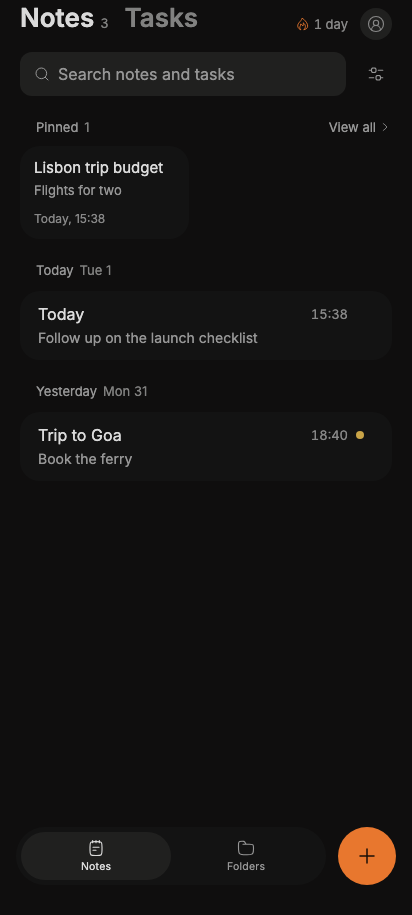 Notes 3 Tasks
1 day
Search notes and tasks
Pinned 1
View all
Lisbon trip budget
Flights for two
Today, 15:38
Today Tue 1
Today 15:38
Follow up on the launch checklist
Yesterday Mon 31
Trip to Goa 18:40
Book the ferry
Notes
Folders